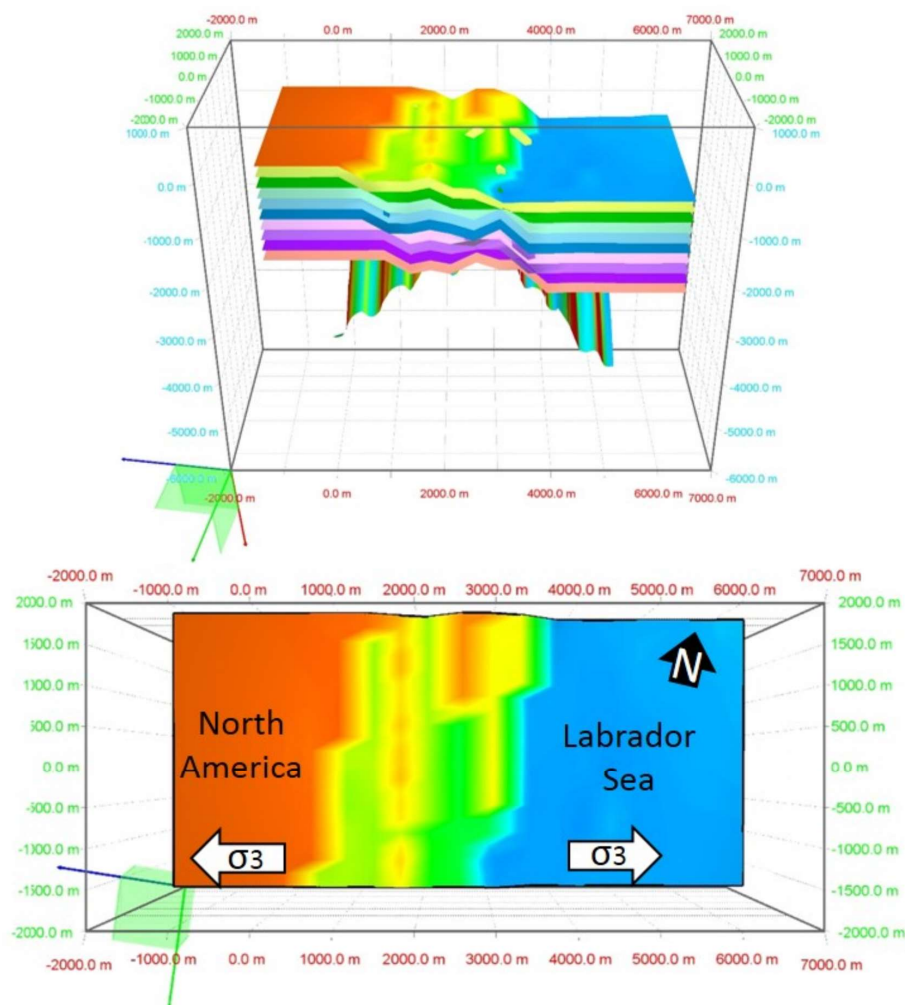 -2000.0 m 0.0 m 2000.0 m 4000.0 m 7000.0 m
6000.0 m
2000.0 m 2000.0 m
1000.0 m 1000.0 m
0.0 m 0.0 m
-1000.0 m -1000.0 m
-2000.0 m -2000.0 m
1000.0 m 1000.0 m
0.0 m 0.0 m
-1000.0 m -1000.0 m
-2000.0 m -2000.0 m
-3000.0 m -3000.0 m
-4000.0 m -4000.0 m
-5000.0 m -5000.0 m
-6000.0 m -6000.0 m
-2000.0 m 0.0 m 2000.0 m 4000.0 m 6000.0 m 7000.0 m
-2000.0 m 7000.0 m
-1000.0 m 0.0 m 1000.0 m 2000.0 m 3000.0 m 4000.0 m 5000.0 m 6000.0 m
2000.0 m 2000.0 m
1500.0 m 1500.0 m
N
1000.0 m 1000.0 m
500.0 m 500.0 m
North
America
Labrador
Sea
0.0 m 0.0 m
-500.0 m -500.0 m
-1000.0 m -1000.0 m
σ3 σ3
-1500.0 m -1500.0 m
-2000.0 m -2000.0 m
-2000.0 m -1000.0 m 0.0 m 1000.0 m 2000.0 m 3000.0 m 4000.0 m 5000.0 m 6000.0 m 7000.0 m